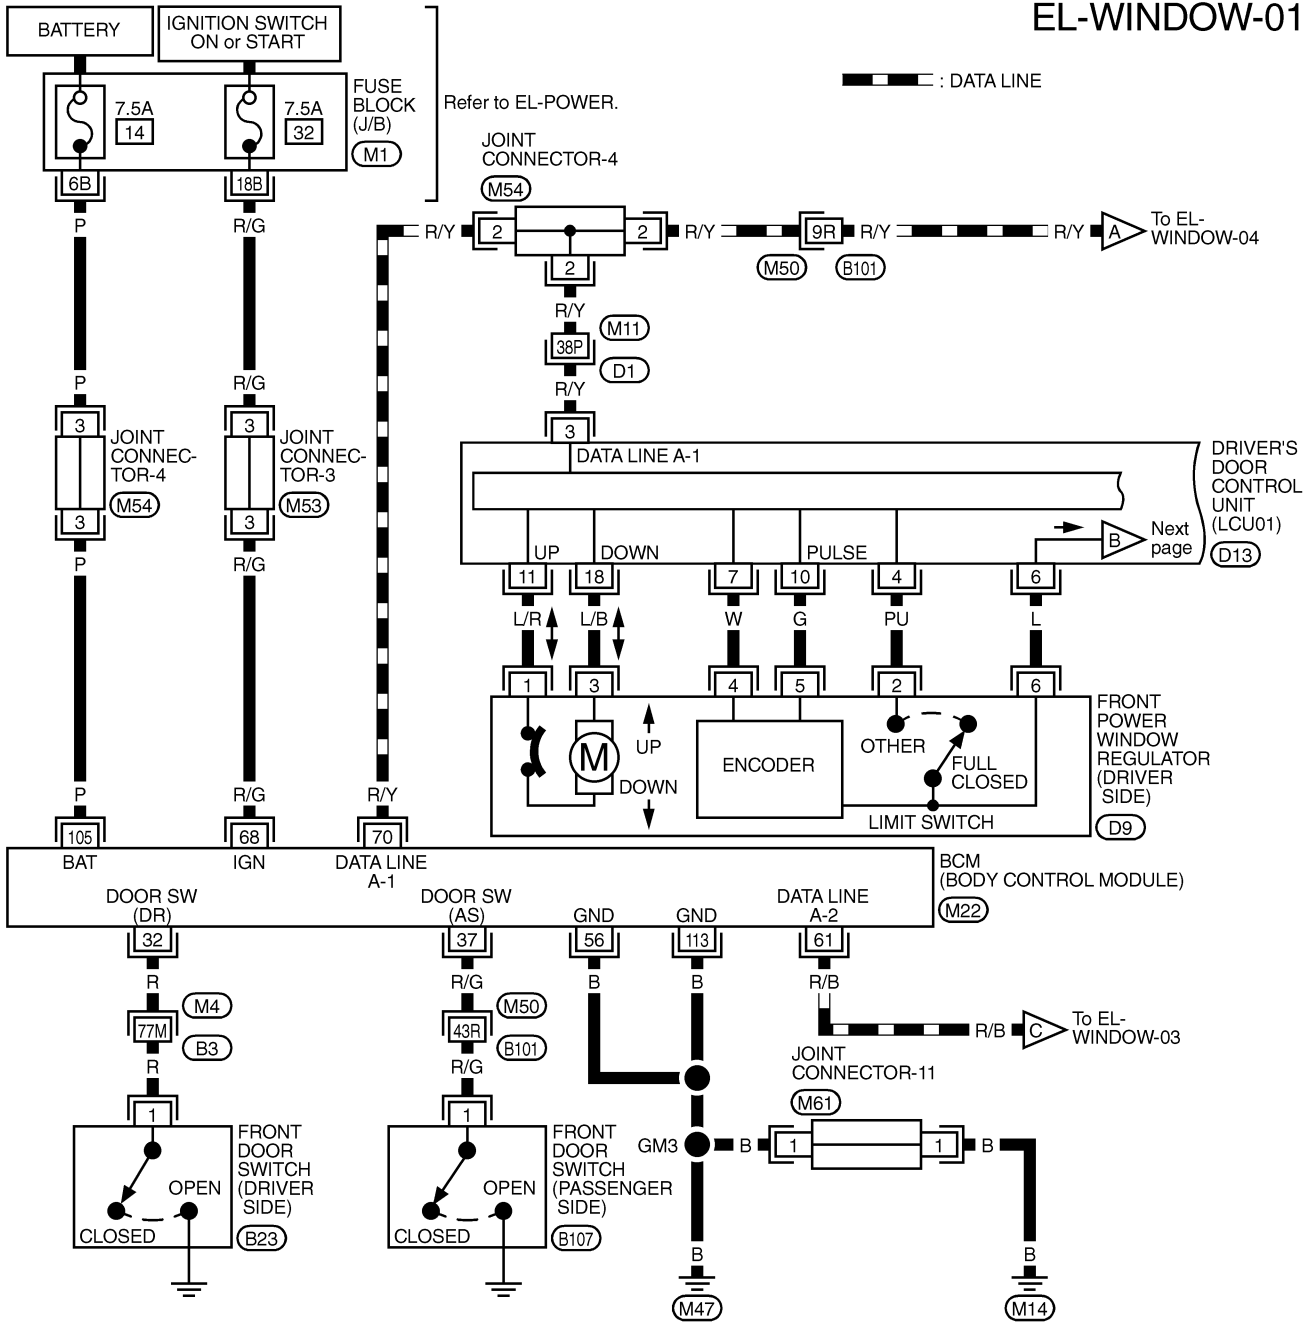 EL-WINDOW-01
BATTERY
IGNITION SWITCH
ON or START
: DATA LINE
7.5A
14
7.5A
32
FUSE
BLOCK
(J/B)
M1
Refer to EL-POWER.
6B
18B
P
R/G
JOINT
CONNECTOR-4
M54
R/Y
2
2
2
R/Y
9R
R/Y
R/Y
A
To EL-
WINDOW-04
M50
B101
R/Y
M11
38P
D1
R/Y
3
P
R/G
3
3
JOINT
CONNEC-
TOR-4
M54
JOINT
CONNEC-
TOR-3
M53
3
3
P
R/G
DATA LINE A-1
DRIVER'S
DOOR
CONTROL
UNIT
(LCU01)
D13
B
Next
page
UP
DOWN
PULSE
11
18
7
10
4
6
L/R
L/B
W
G
PU
L
1
3
4
5
2
6
M
UP
DOWN
ENCODER
OTHER
FULL
CLOSED
LIMIT SWITCH
FRONT
POWER
WINDOW
REGULATOR
(DRIVER
SIDE)
D9
P
R/G
R/Y
105
68
70
BAT
IGN
DATA LINE
A-1
BCM
(BODY CONTROL MODULE)
M22
DOOR SW
(DR)
DOOR SW
(AS)
GND
GND
DATA LINE
A-2
32
37
56
113
61
R
R/G
B
B
R/B
M4
77M
B3
M50
43R
B101
R
R/G
R/B
C
To EL-
WINDOW-03
JOINT
CONNECTOR-11
M61
1
1
GM3
B
1
1
B
FRONT
DOOR
SWITCH
(DRIVER
SIDE)
B23
OPEN
CLOSED
FRONT
DOOR
SWITCH
(PASSENGER
SIDE)
B107
OPEN
CLOSED
B
B
M47
M14